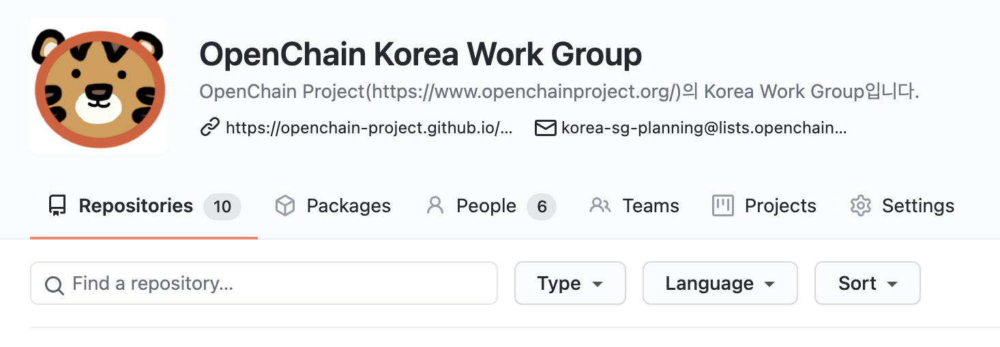 OpenChain Korea Work Group
OpenChain Project(https://www.openchainproject.org/)의 Korea Work Group입니다.
https://openchain-project.github.io/... korea-sg-planning@lists.openchain...
Repositories 10 Packages People 6 Teams Projects Settings
Find a repository... Type Language Sort